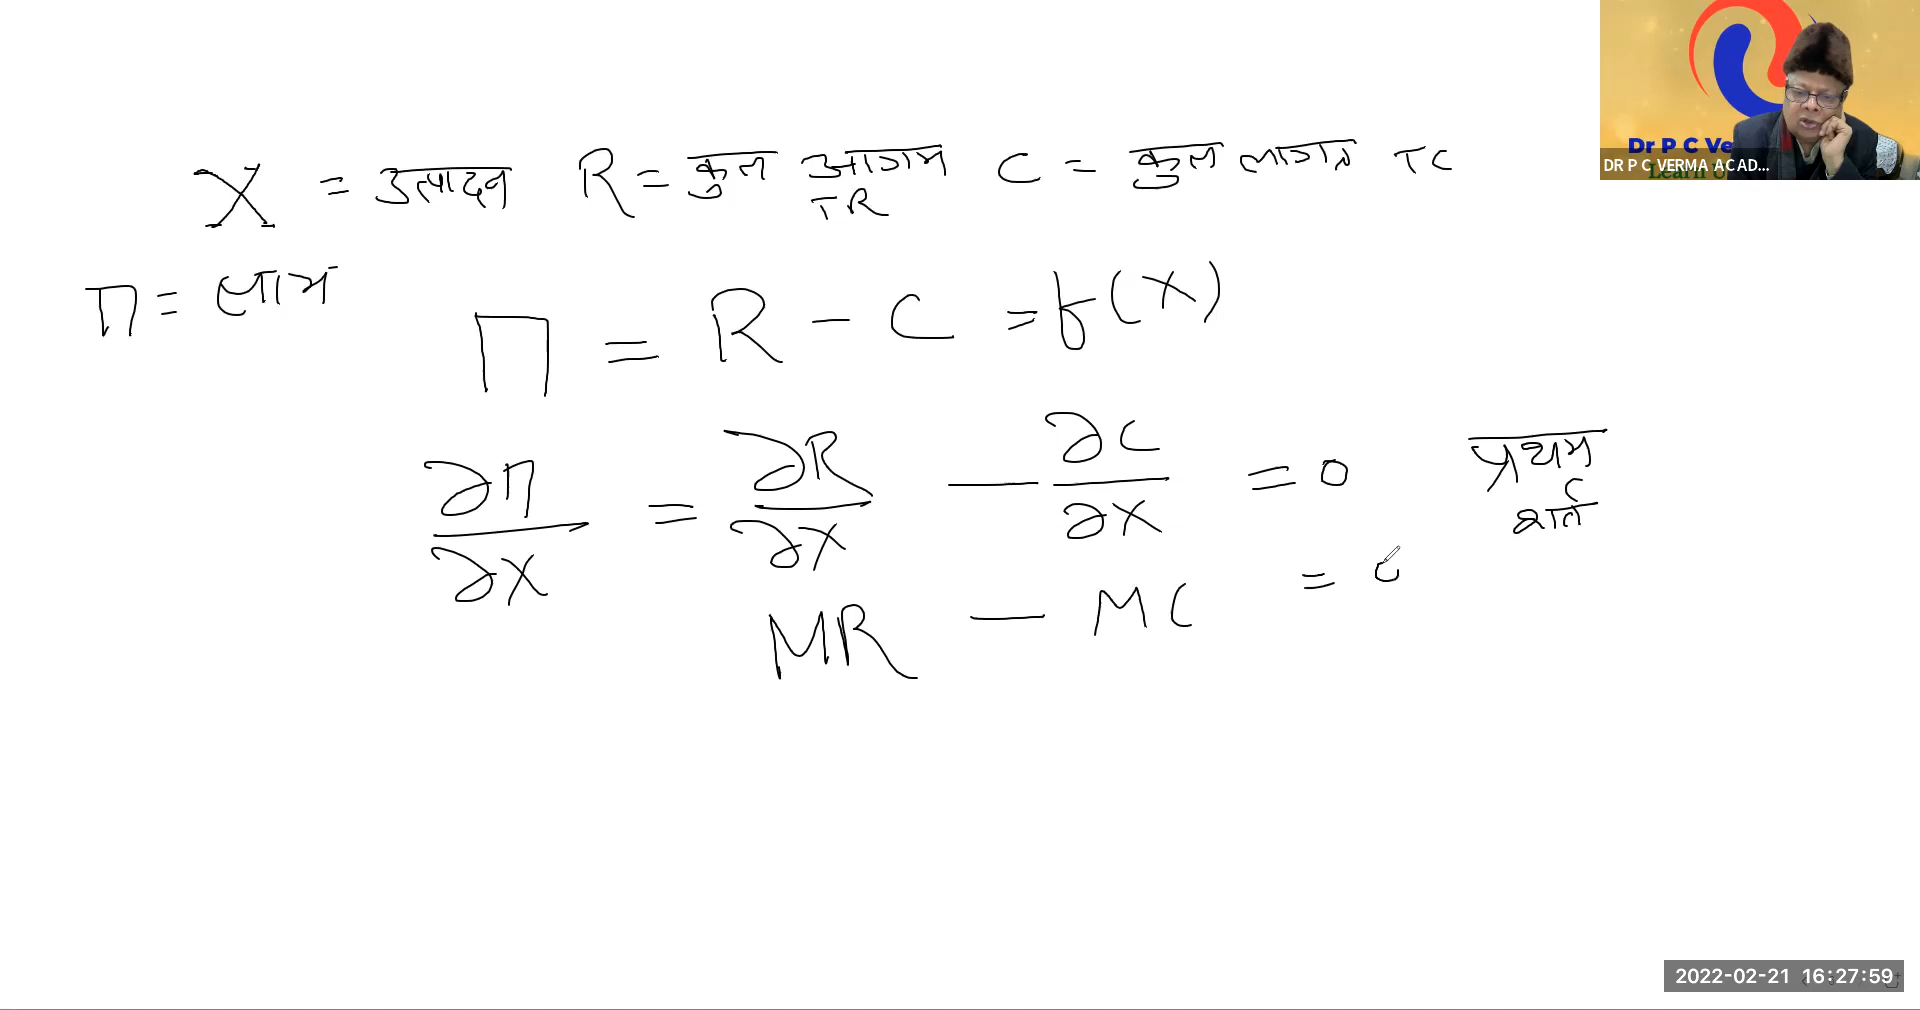 X = उत्पादन R = कुल आगम C = कुल लागत TC
TR
Π = लाभ
Π = R - C = f(X)
∂Π/∂X = ∂R/∂X - ∂C/∂X = 0 प्रथम शर्त
MR - MC = 0
Dr P C Ve
DR P C VERMA ACAD...
Learn
2022-02-21 16:27:59